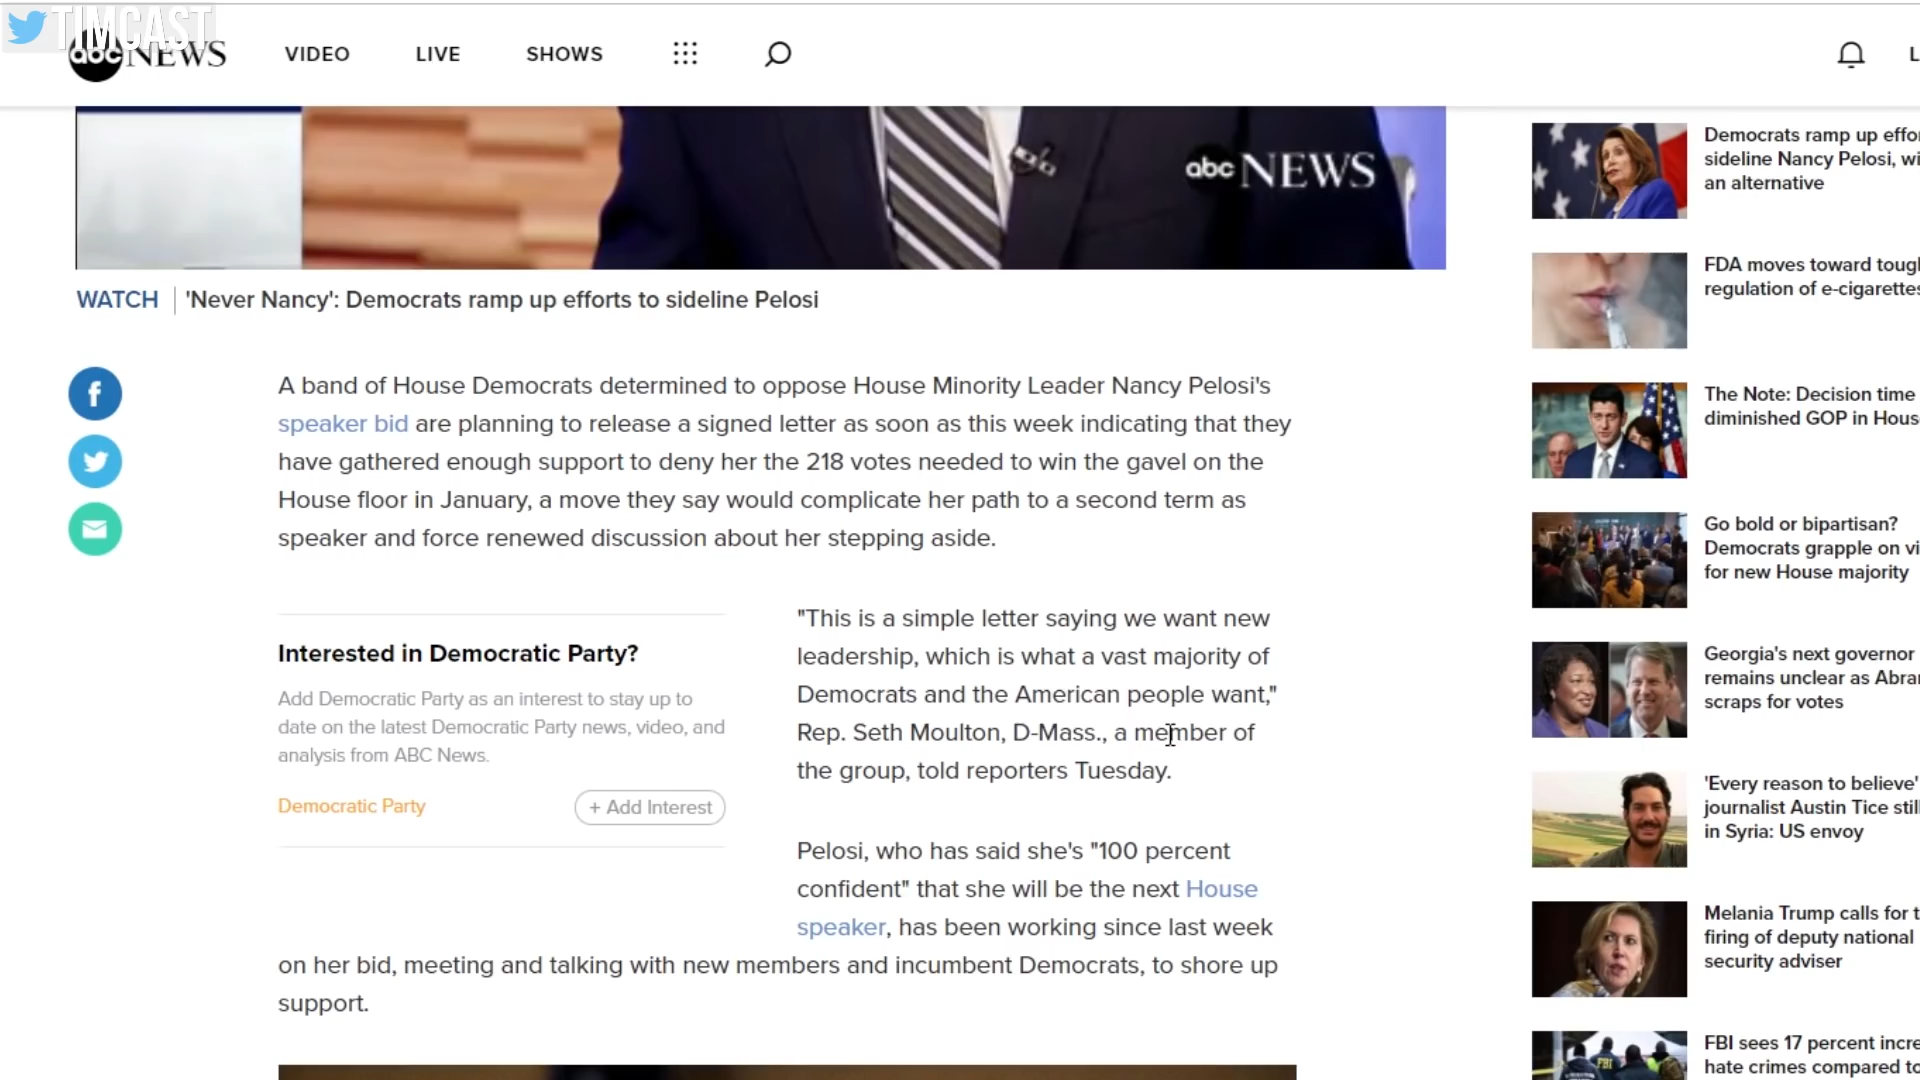 TIMCAST
abc NEWS
VIDEO
LIVE
SHOWS
L
abc NEWS
WATCH
'Never Nancy': Democrats ramp up efforts to sideline Pelosi
A band of House Democrats determined to oppose House Minority Leader Nancy Pelosi's
speaker bid are planning to release a signed letter as soon as this week indicating that they
have gathered enough support to deny her the 218 votes needed to win the gavel on the
House floor in January, a move they say would complicate her path to a second term as
speaker and force renewed discussion about her stepping aside.
Interested in Democratic Party?
Add Democratic Party as an interest to stay up to
date on the latest Democratic Party news, video, and
analysis from ABC News.
Democratic Party
+ Add Interest
"This is a simple letter saying we want new
leadership, which is what a vast majority of
Democrats and the American people want,"
Rep. Seth Moulton, D-Mass., a member of
the group, told reporters Tuesday.
Pelosi, who has said she's "100 percent
confident" that she will be the next House
speaker, has been working since last week
on her bid, meeting and talking with new members and incumbent Democrats, to shore up
support.
Democrats ramp up effor
sideline Nancy Pelosi, wi
an alternative
FDA moves toward tough
regulation of e-cigarettes
The Note: Decision time
diminished GOP in Hous
Go bold or bipartisan?
Democrats grapple on vi
for new House majority
Georgia's next governor
remains unclear as Abra
scraps for votes
'Every reason to believe'
journalist Austin Tice still
in Syria: US envoy
Melania Trump calls for t
firing of deputy national
security adviser
FBI sees 17 percent incre
hate crimes compared to
FBI